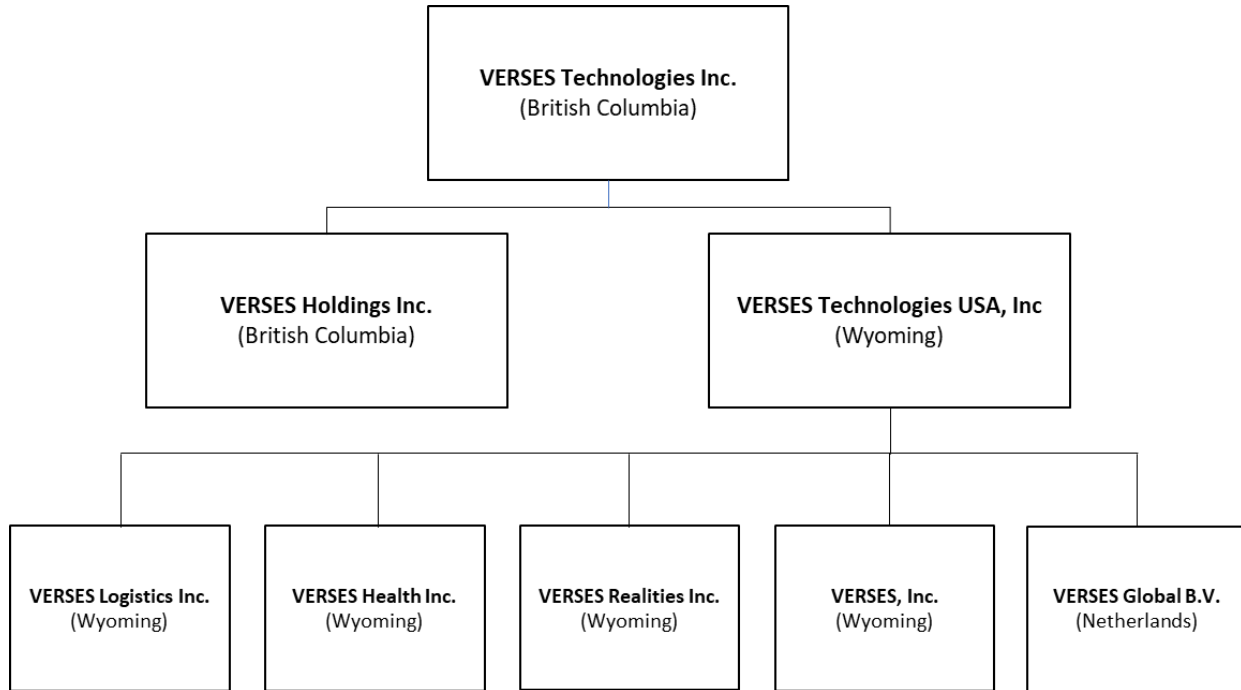 VERSES Technologies Inc.
(British Columbia)
VERSES Holdings Inc.
(British Columbia)
VERSES Technologies USA, Inc
(Wyoming)
VERSES Logistics Inc.
(Wyoming)
VERSES Health Inc.
(Wyoming)
VERSES Realities Inc.
(Wyoming)
VERSES, Inc.
(Wyoming)
VERSES Global B.V.
(Netherlands)